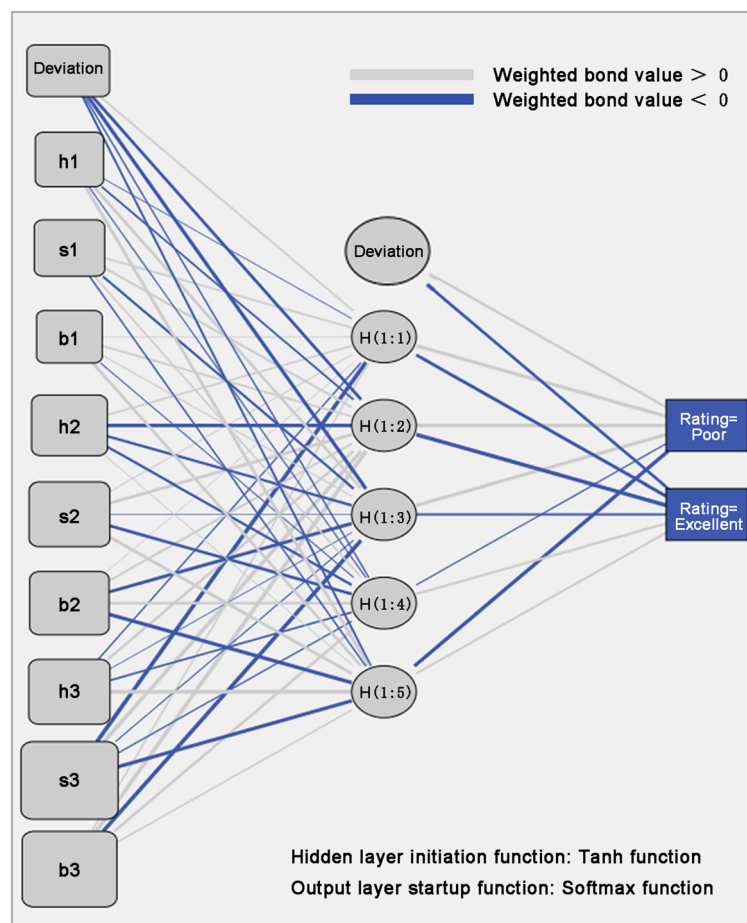 Deviation
Weighted bond value > 0
Weighted bond value < 0
h1
s1
Deviation
b1
H(1:1)
h2
H(1:2)
Rating=
Poor
s2
H(1:3)
Rating=
Excellent
b2
H(1:4)
h3
H(1:5)
s3
b3
Hidden layer initiation function: Tanh function
Output layer startup function: Softmax function